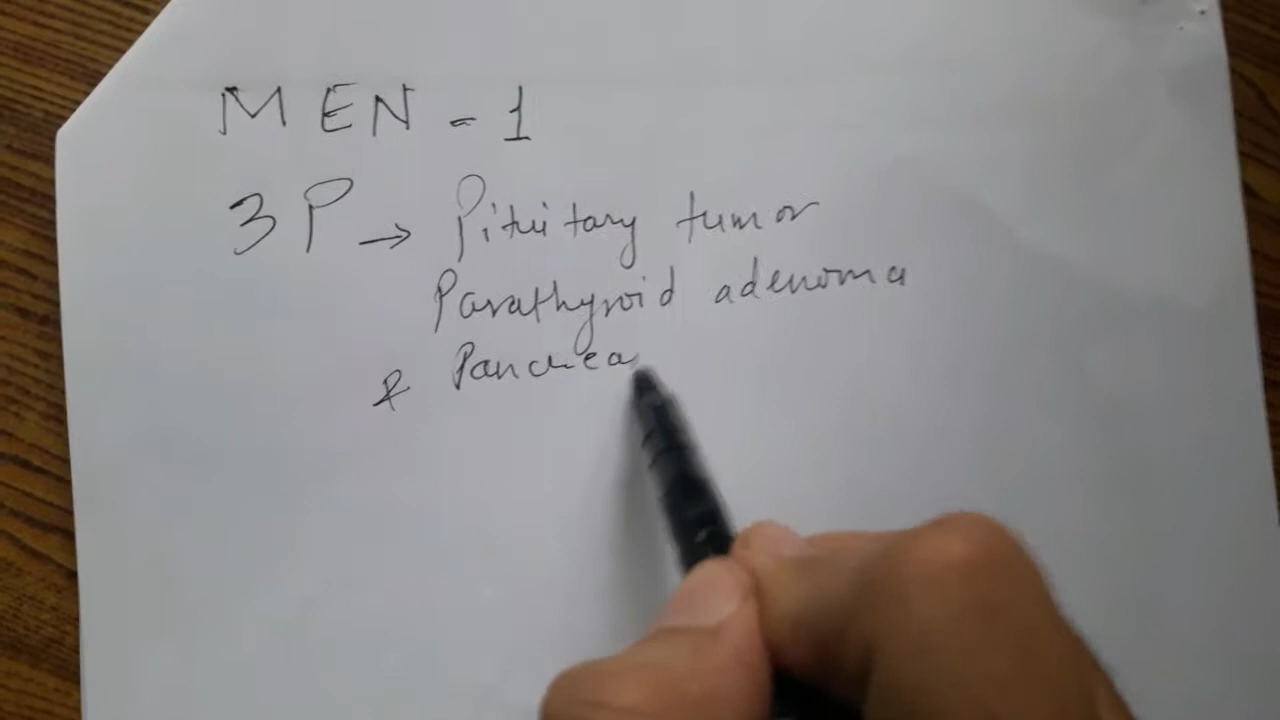 MEN - 1
3P → Pituitary tumor
Parathyroid adenoma
& Pancrea